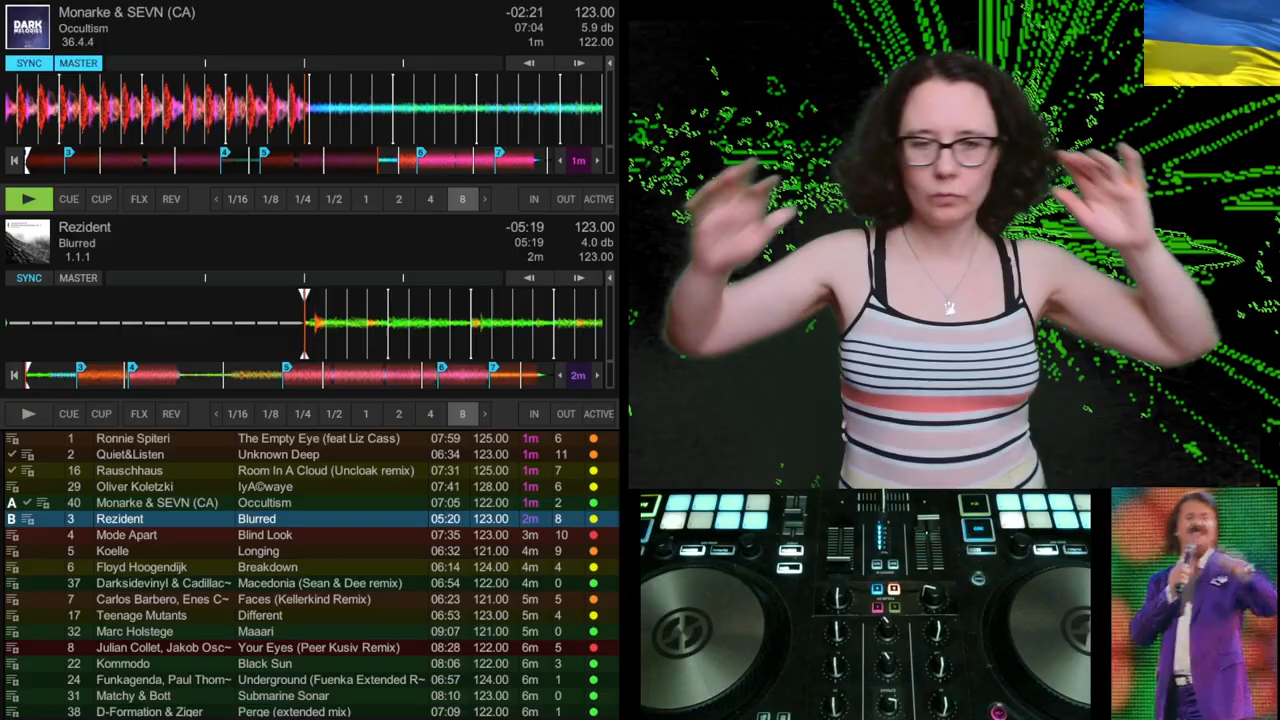 DARK
MELODIES
Monarke & SEVN (CA) -02:21 123.00
Occultism 07:04 5.9 db
36.4.4 1m 122.00
SYNC MASTER
3 4 5 6 7 1m
CUE CUP FLX REV 1/16 1/8 1/4 1/2 1 2 4 8 IN OUT ACTIVE
Rezident -05:19 123.00
Blurred 05:19 4.0 db
1.1.1 2m 123.00
SYNC MASTER
3 4 5 6 7 2m
CUE CUP FLX REV 1/16 1/8 1/4 1/2 1 2 4 8 IN OUT ACTIVE
1 Ronnie Spiteri The Empty Eye (feat Liz Cass) 07:59 125.00 1m 6
2 Quiet&Listen Unknown Deep 06:34 123.00 1m 11
16 Rauschhaus Room In A Cloud (Uncloak remix) 07:31 125.00 1m 7
29 Oliver Koletzki IyA©waye 07:41 128.00 1m 6
A 40 Monarke & SEVN (CA) Occultism 07:05 122.00 1m 8
B 3 Rezident Blurred 05:20 123.00 2m 8
4 Mode Apart Blind Look 07:35 122.00 3m 10
5 Koelle Longing 06:32 121.00 4m 9
6 Floyd Hoogendijk Breakdown 06:14 124.00 4m
37 Darksidevinyl & Cadillac~ Macedonia (Sean & Dee remix) 06:54 122.00 4m 0
7 Carlos Barbero, Elfos C~ Faces (Kellerkind Remix) 06:23 123.00 5m 5
17 Teenage Mutants Different 06:53 122.00 5m 4
32 Marc Holstege Maaari 09:07 121.00 5m 0
8 Julian Collet, Jakob Osc~ Your Eyes (Peer Kusiv Remix) 08:28 122.00 6m
22 Kommodo Black Sun 08:06 122.00 6m 3
24 Funkagenda, Paul Thom~ Underground (Fuenka Extended R~ 06:57 124.00 6m
31 Matchy & Bott Submarine Sonar 08:10 123.00 6m
38 D-Formation & Ziger Perge (extended mix) 07:09 122.00 6m